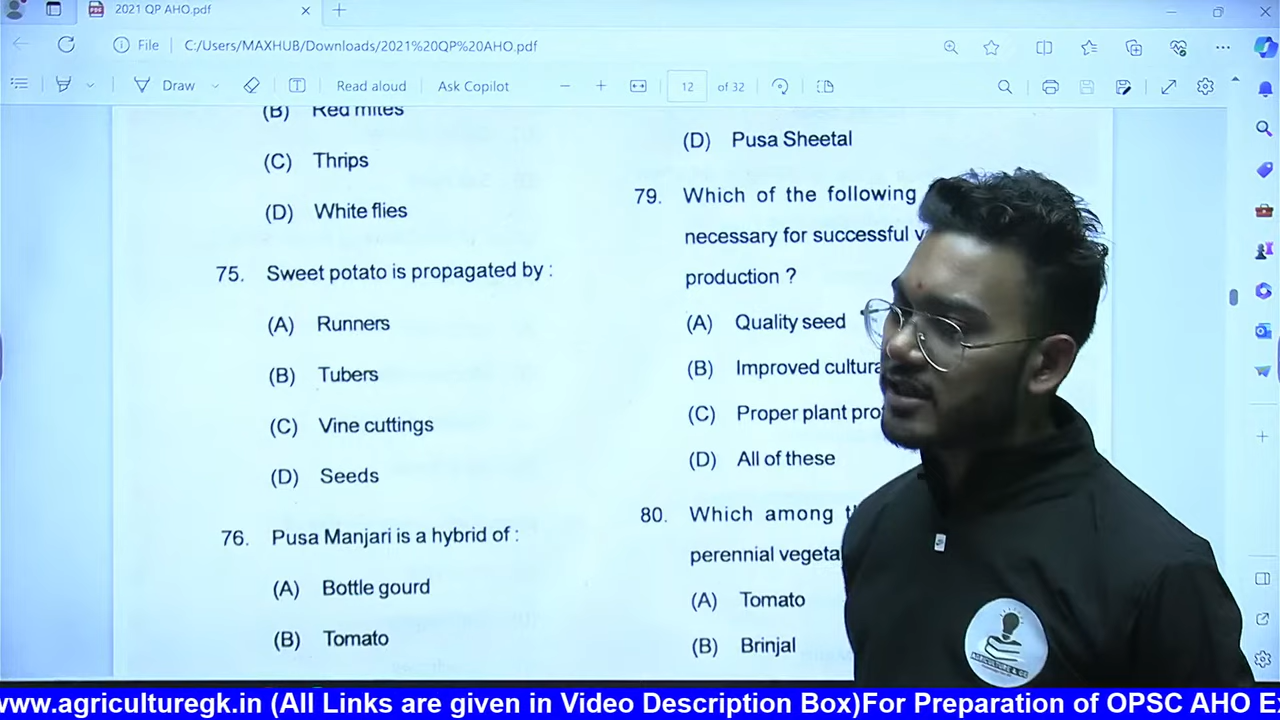 2021 QP AHO.pdf
File
C:/Users/MAXHUB/Downloads/2021%20QP%20AHO.pdf
Draw
Read aloud
Ask Copilot
12
of 32
(B) Red mites
(C) Thrips
(D) White flies
75. Sweet potato is propagated by :
(A) Runners
(B) Tubers
(C) Vine cuttings
(D) Seeds
76. Pusa Manjari is a hybrid of :
(A) Bottle gourd
(B) Tomato
(D) Pusa Sheetal
79. Which of the following
necessary for successful
production ?
(A) Quality seed
(B) Improved
(C) Proper plant
(D) All of these
80. Which among
perennial
(A) Tomato
(B) Brinjal
AGRICULTURE & GK
www.agriculturegk.in (All Links are given in Video Description Box)For Preparation of OPSC AHO